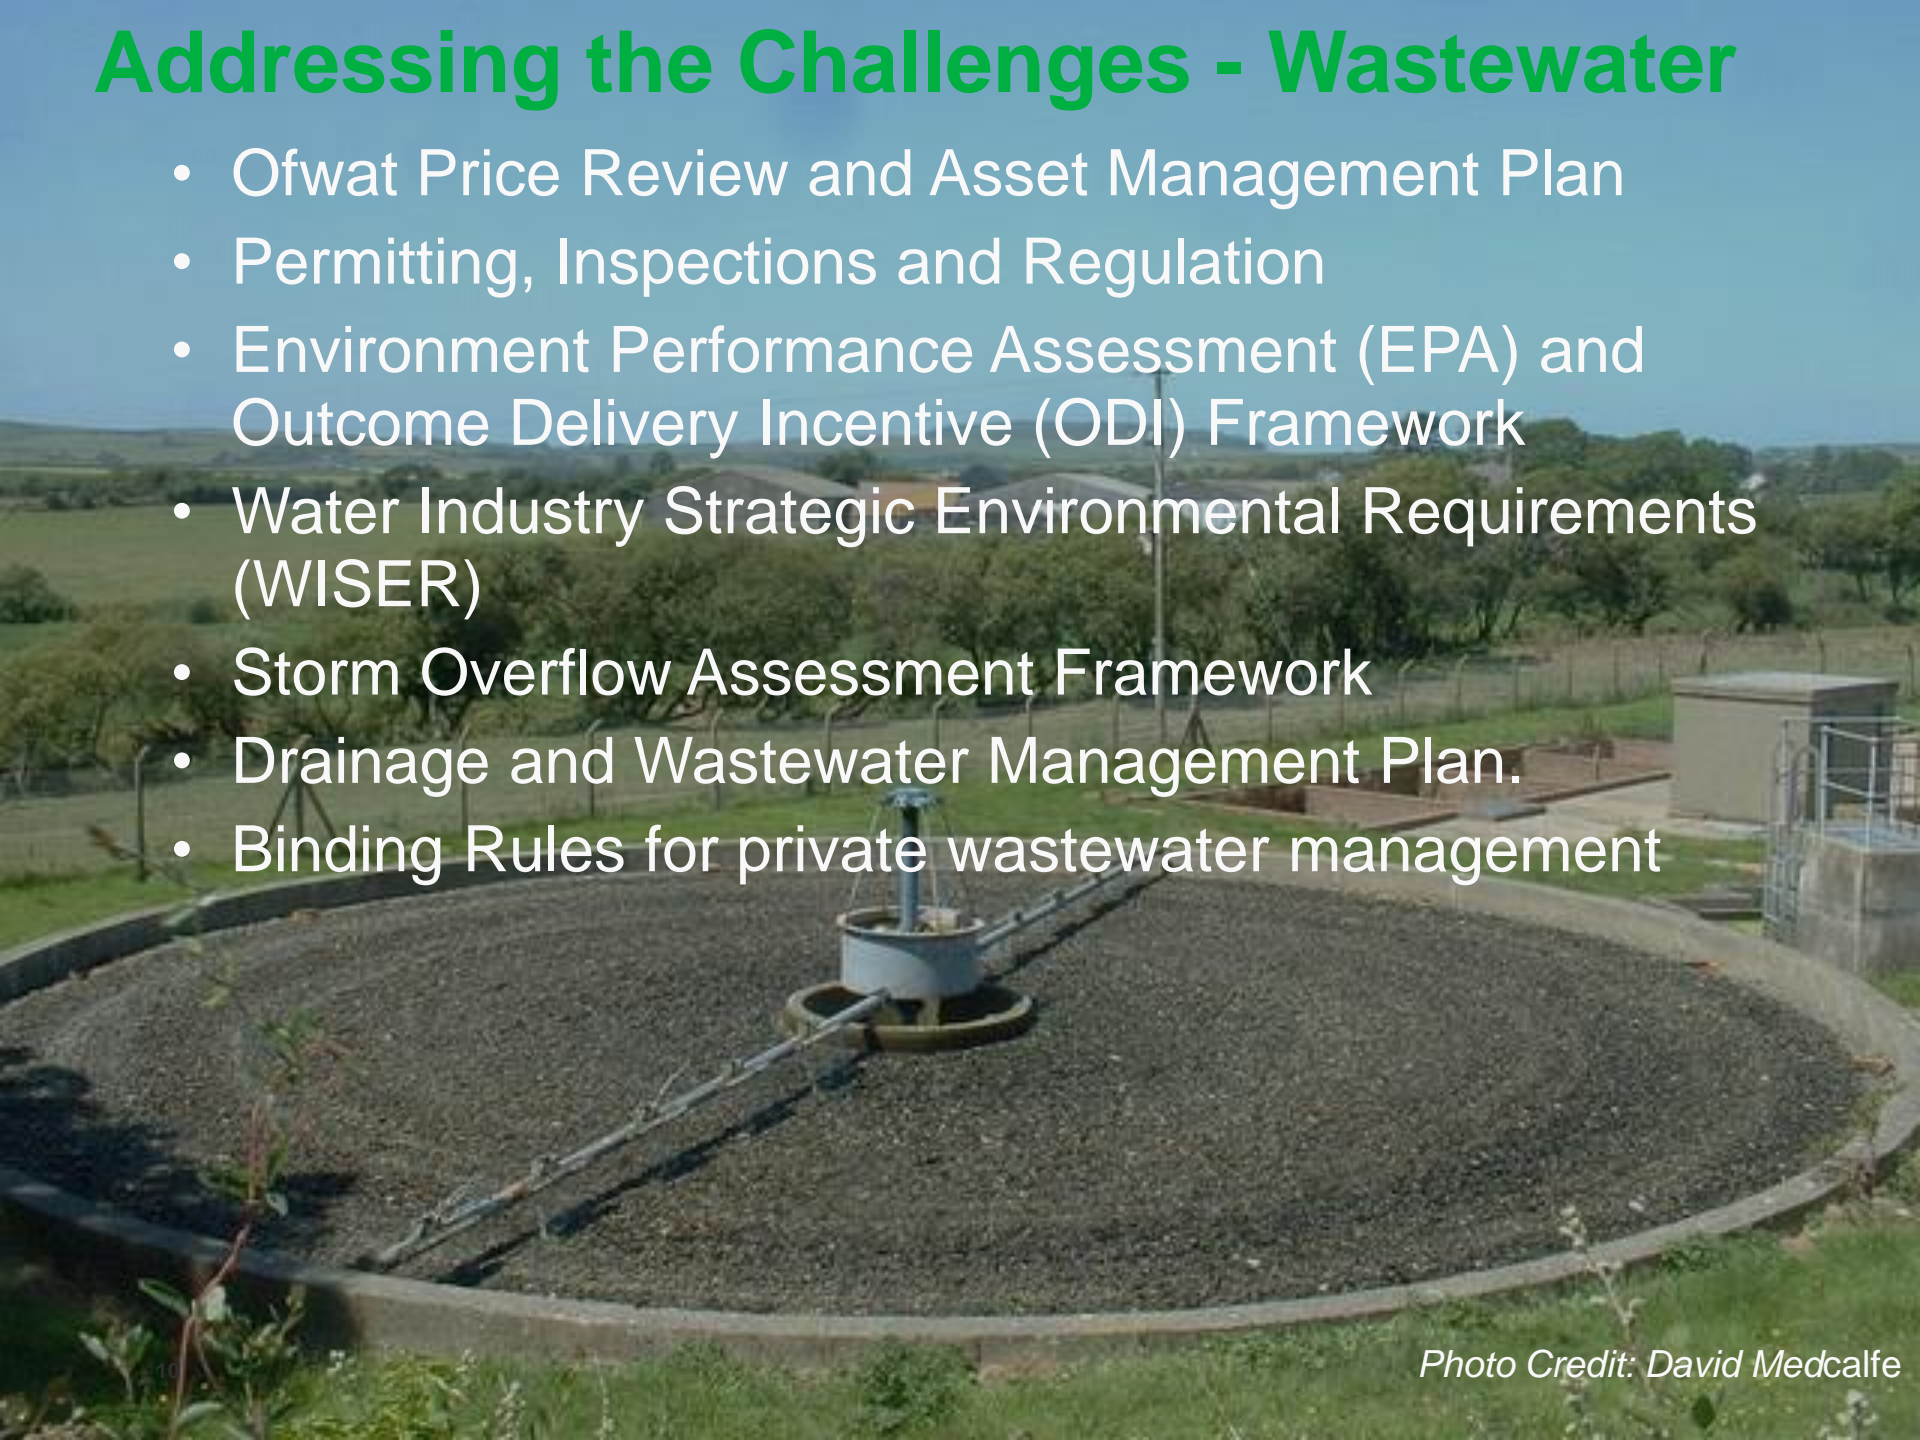 Addressing the Challenges - Wastewater
• Ofwat Price Review and Asset Management Plan
• Permitting, Inspections and Regulation
• Environment Performance Assessment (EPA) and
Outcome Delivery Incentive (ODI) Framework
• Water Industry Strategic Environmental Requirements
(WISER)
• Storm Overflow Assessment Framework
• Drainage and Wastewater Management Plan.
• Binding Rules for private wastewater management
Photo Credit: David Medcalfe